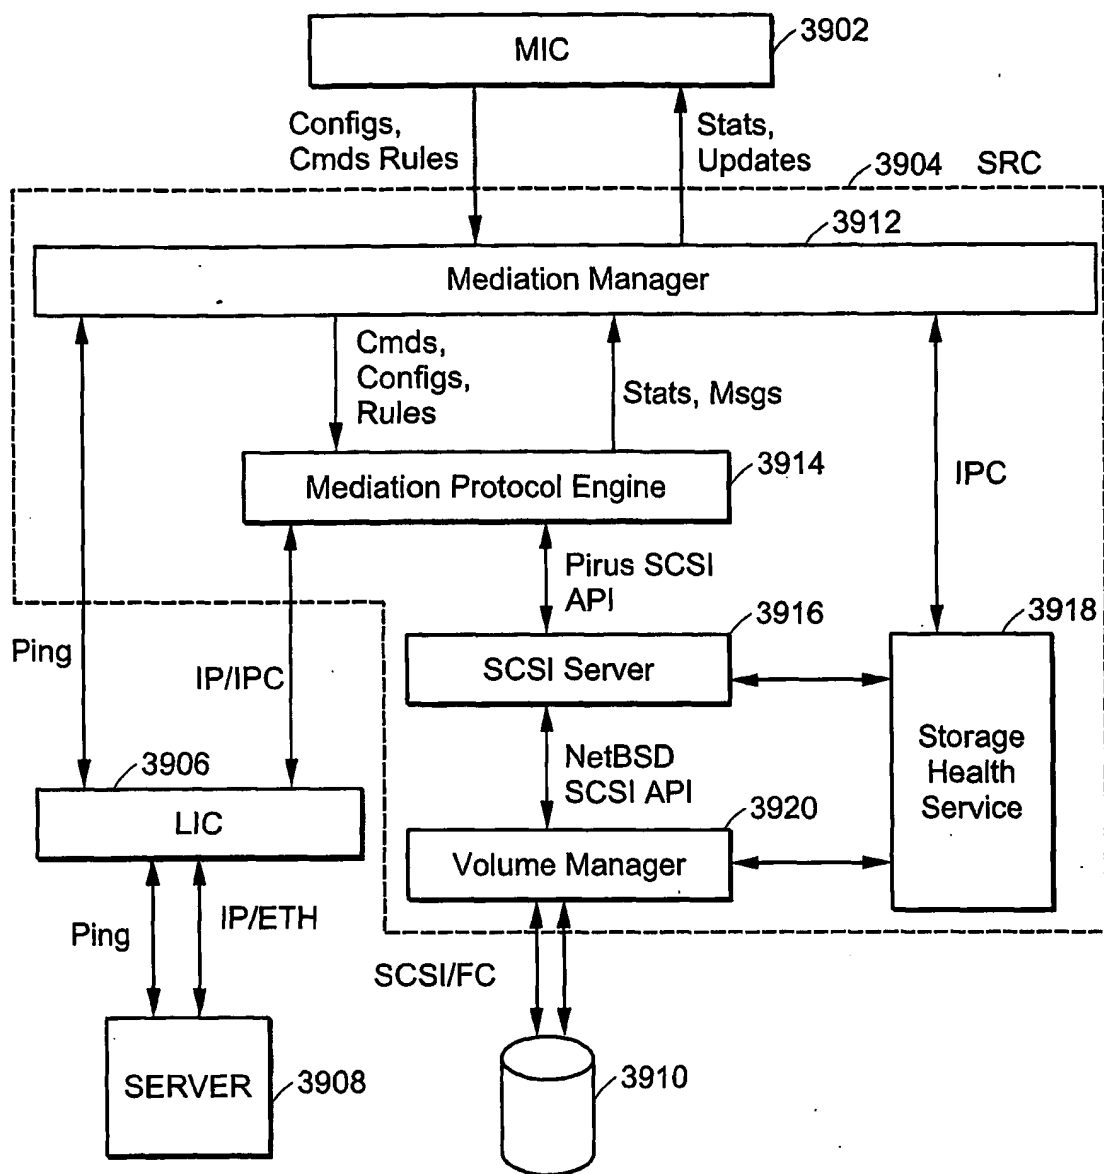 MIC
3902
Configs,
Cmds Rules
Stats,
Updates
3904 SRC
3912
Mediation Manager
Cmds,
Configs,
Rules
Stats, Msgs
IPC
3914
Mediation Protocol Engine
Pirus SCSI
API
Ping
IP/IPC
3916
SCSI Server
3918
Storage
Health
Service
NetBSD
SCSI API
3906
LIC
3920
Volume Manager
Ping
IP/ETH
SCSI/FC
SERVER
3908
3910